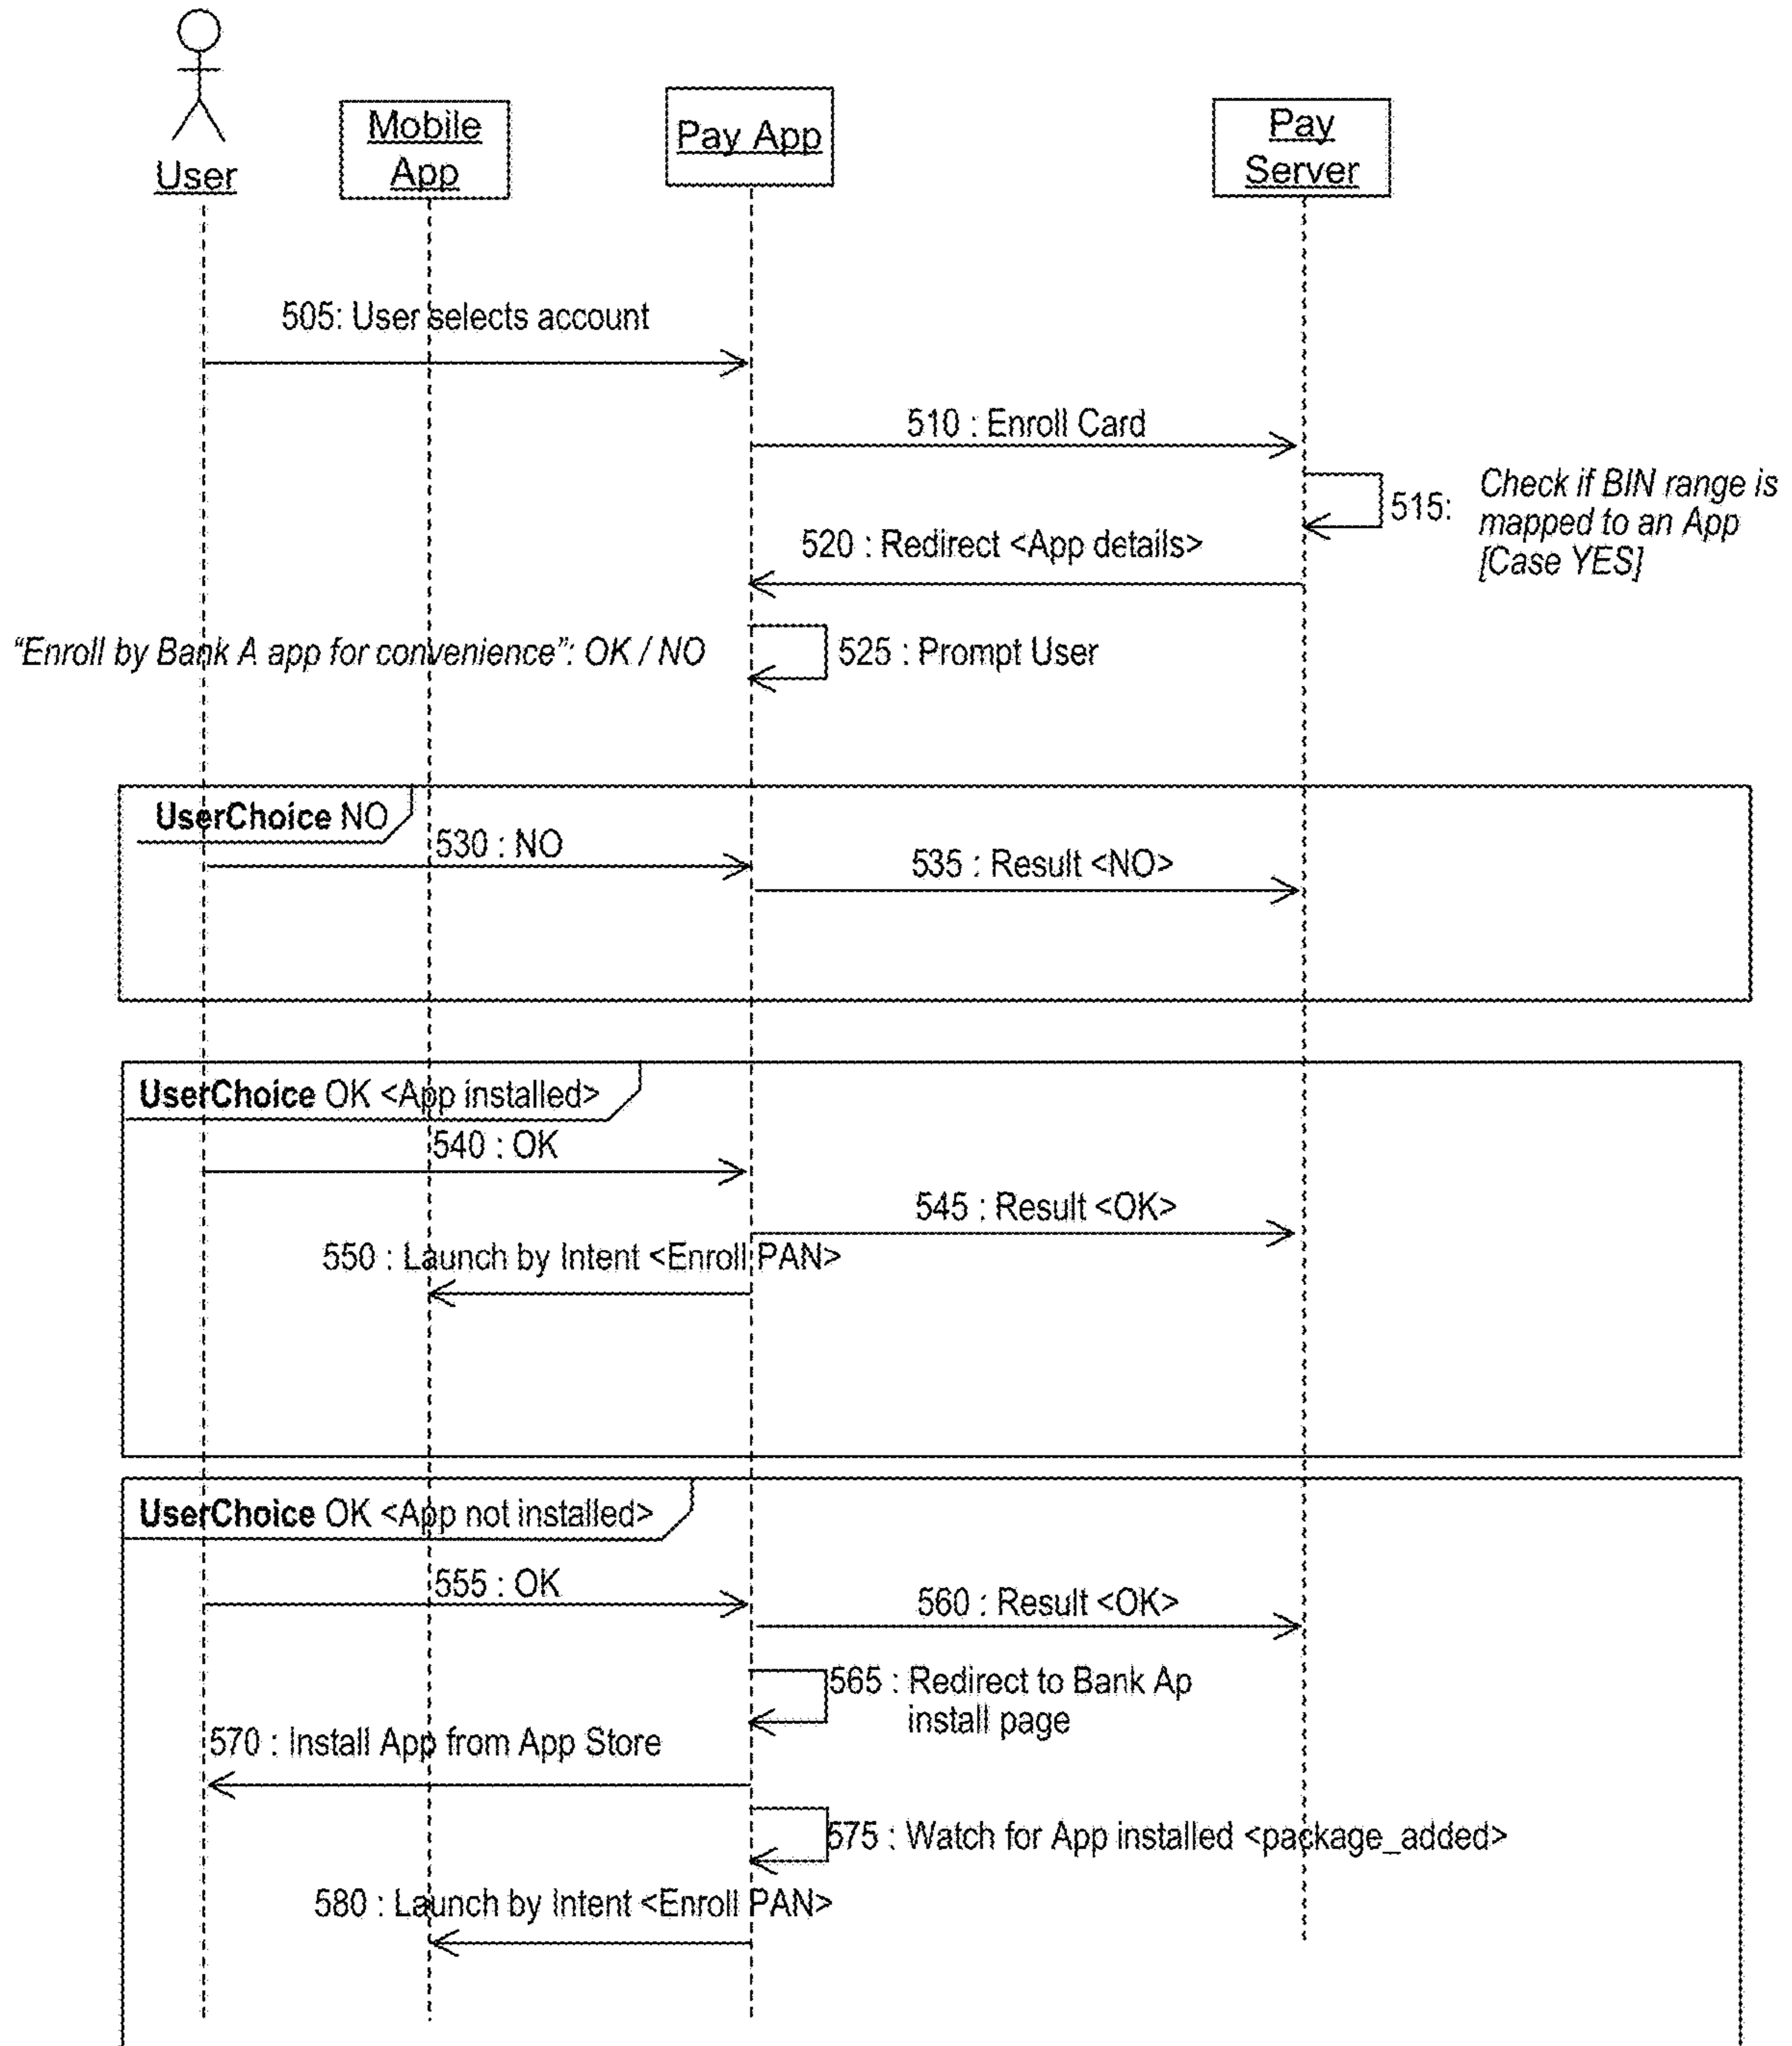 User
Mobile
App
Pay App
Pay
Server
505: User selects account
510 : Enroll Card
515:
Check if BIN range is
mapped to an App
[Case YES]
520 : Redirect <App details>
"Enroll by Bank A app for convenience": OK / NO
525 : Prompt User
UserChoice NO
530 : NO
535 : Result <NO>
UserChoice OK <App installed>
540 : OK
545 : Result <OK>
550 : Launch by Intent <Enroll PAN>
UserChoice OK <App not installed>
555 : OK
560 : Result <OK>
565 : Redirect to Bank Ap
install page
570 : Install App from App Store
575 : Watch for App installed <package_added>
580 : Launch by Intent <Enroll PAN>